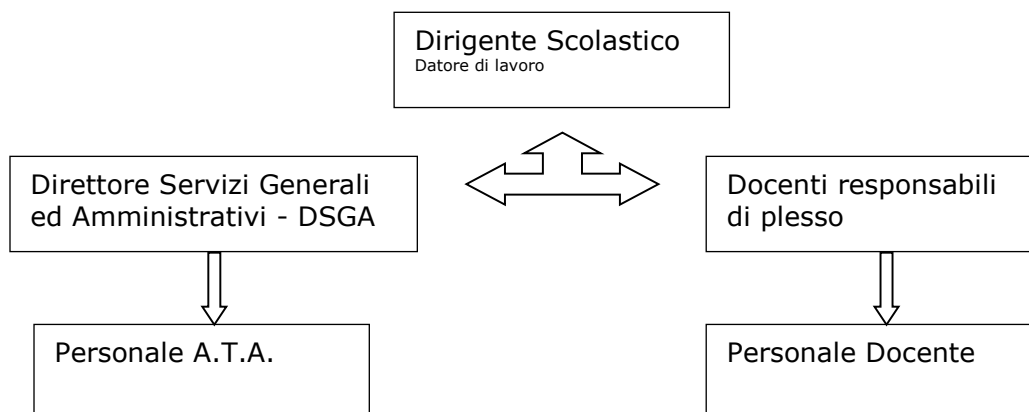 Dirigente Scolastico
Datore di lavoro
Direttore Servizi Generali
ed Amministrativi - DSGA
Docenti responsabili
di plesso
Personale A.T.A.
Personale Docente